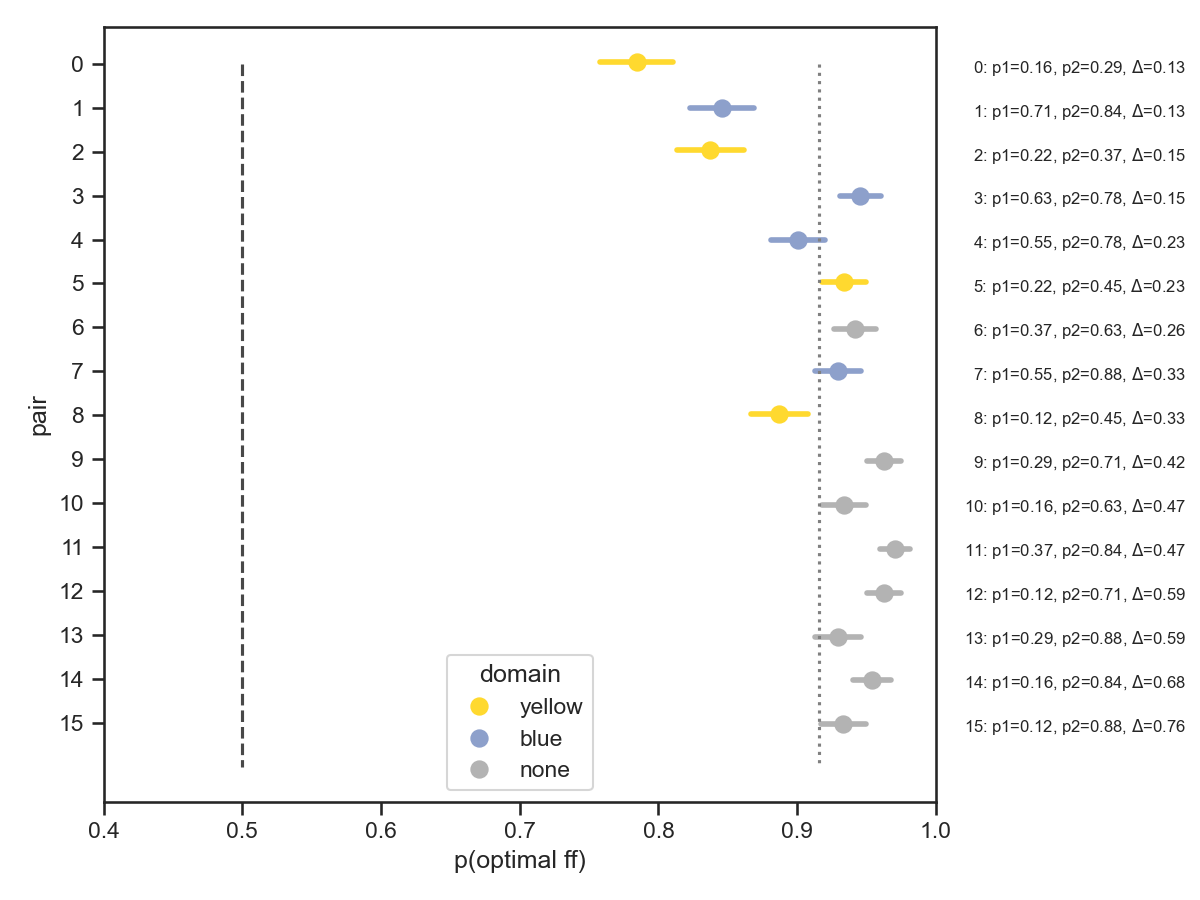 0
0: p1=0.16, p2=0.29, Δ=0.13
1
1: p1=0.71, p2=0.84, Δ=0.13
2
2: p1=0.22, p2=0.37, Δ=0.15
3
3: p1=0.63, p2=0.78, Δ=0.15
4
4: p1=0.55, p2=0.78, Δ=0.23
5
5: p1=0.22, p2=0.45, Δ=0.23
6
6: p1=0.37, p2=0.63, Δ=0.26
7
7: p1=0.55, p2=0.88, Δ=0.33
8
8: p1=0.12, p2=0.45, Δ=0.33
9
9: p1=0.29, p2=0.71, Δ=0.42
10
10: p1=0.16, p2=0.63, Δ=0.47
11
11: p1=0.37, p2=0.84, Δ=0.47
12
12: p1=0.12, p2=0.71, Δ=0.59
13
13: p1=0.29, p2=0.88, Δ=0.59
14
14: p1=0.16, p2=0.84, Δ=0.68
15
15: p1=0.12, p2=0.88, Δ=0.76
pair
domain
yellow
blue
none
0.4 0.5 0.6 0.7 0.8 0.9 1.0
p(optimal ff)